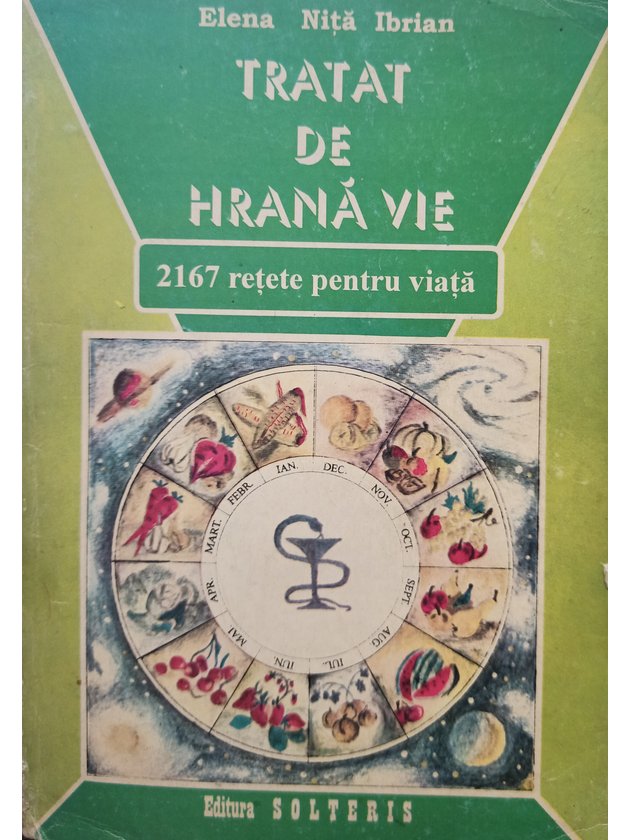 Elena Niță Ibrian
TRATAT
DE
HRANĂ VIE
2167 rețete pentru viață
IAN.
DEC.
FEBR.
NOV.
MART.
OCT.
APR.
SEPT.
MAI.
AUG.
IUN.
IUL.
Editura SOLTERIS